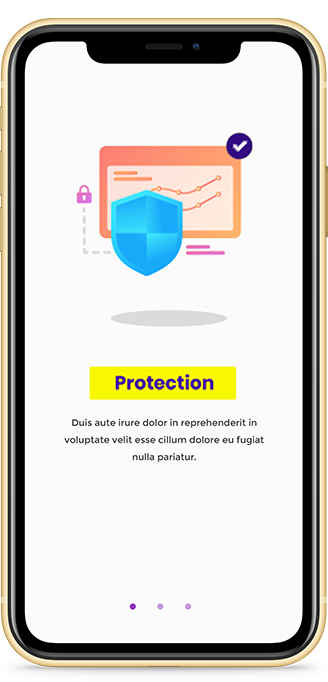 Protection
Duis aute irure dolor in reprehenderit in
voluptate velit esse cillum dolore eu fugiat
nulla pariatur.